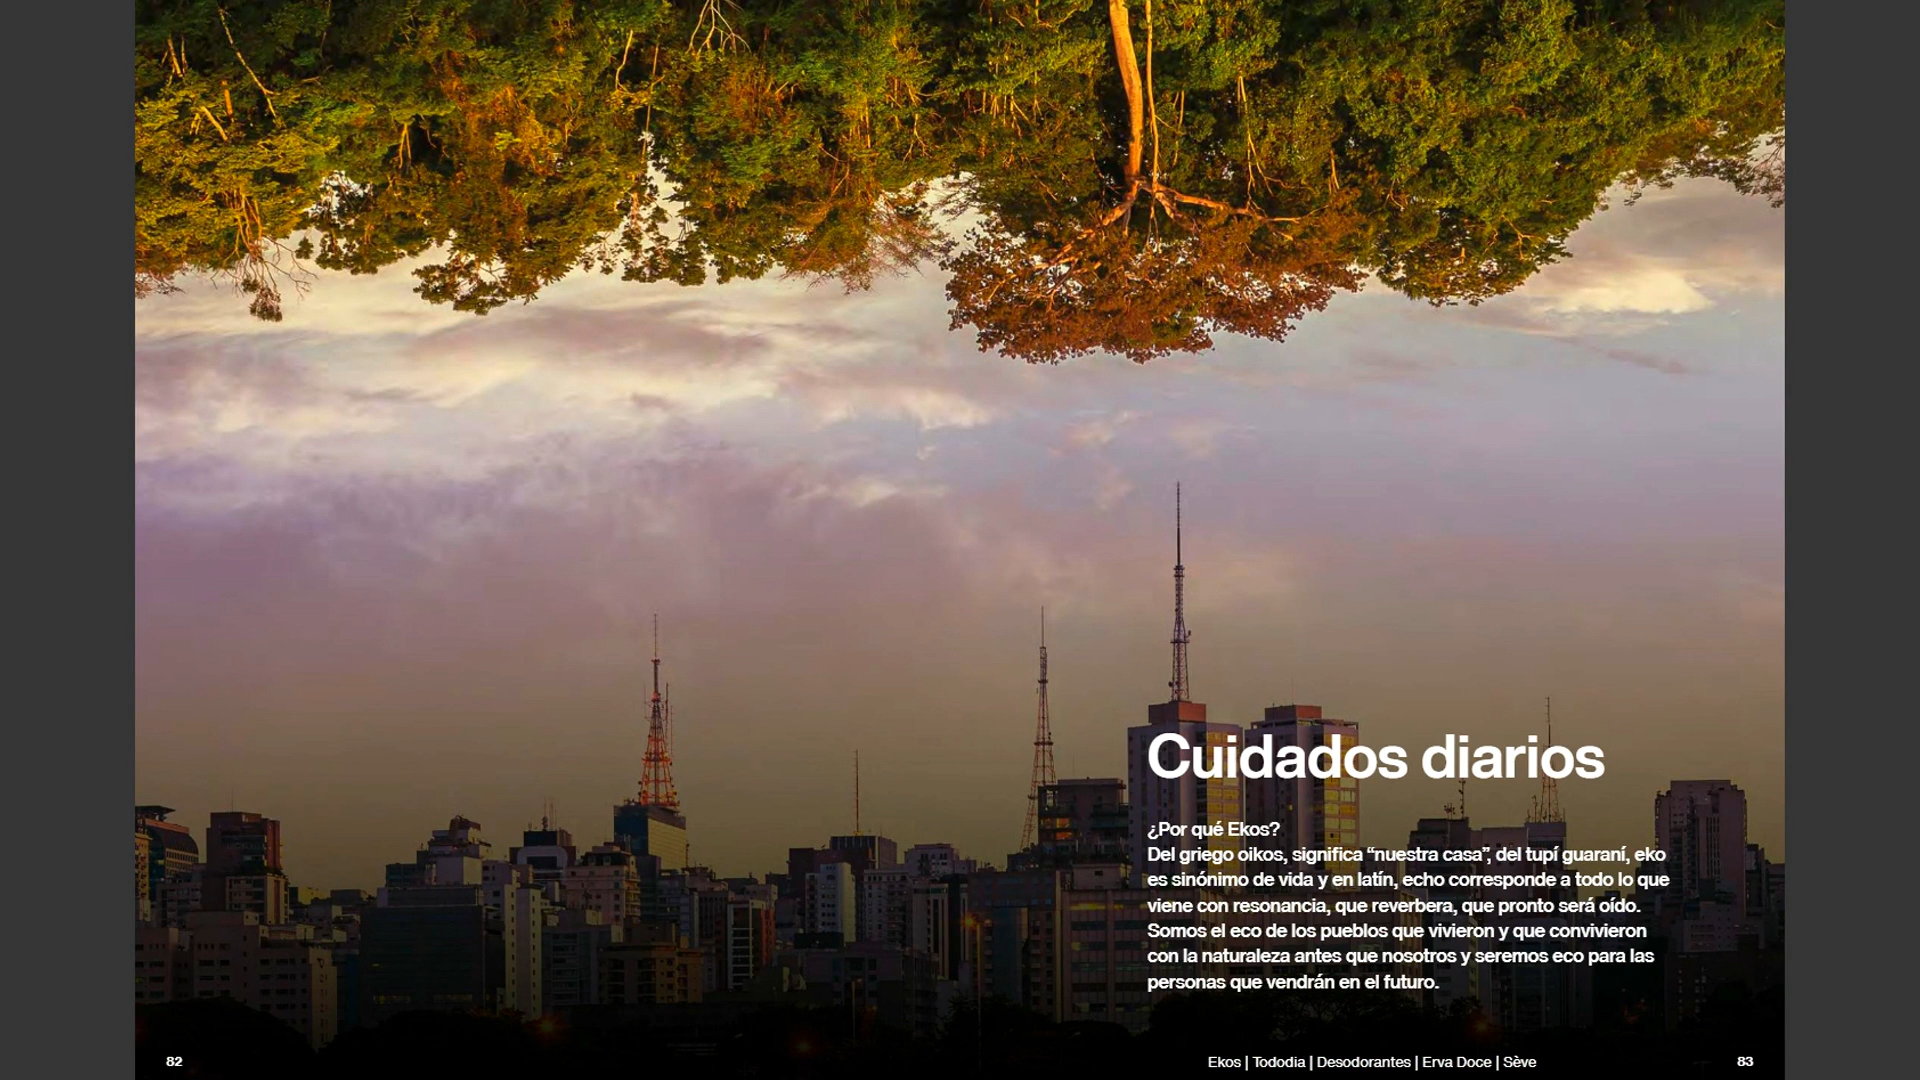 Cuidados diarios
¿Por qué Ekos?
Del griego oikos, significa “nuestra casa”, del tupí guaraní, eko
es sinónimo de vida y en latín, echo corresponde a todo lo que
viene con resonancia, que reverbera, que pronto será oído.
Somos el eco de los pueblos que vivieron y que convivieron
con la naturaleza antes que nosotros y seremos eco para las
personas que vendrán en el futuro.
82
Ekos | Tododia | Desodorantes | Erva Doce | Sève
83